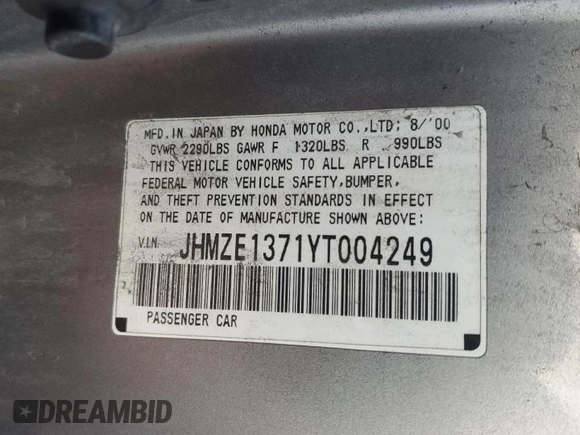 MFD.IN JAPAN BY HONDA MOTOR CO.,LTD; 8/'00
GVWR 2290LBS GAWR F 1320LBS R 990LBS
THIS VEHICLE CONFORMS TO ALL APPLICABLE
FEDERAL MOTOR VEHICLE SAFETY,BUMPER,
AND THEFT PREVENTION STANDARDS IN EFFECT
ON THE DATE OF MANUFACTURE SHOWN ABOVE:
V.I.N. JHMZE1371YT004249
PASSENGER CAR
DREAMBID